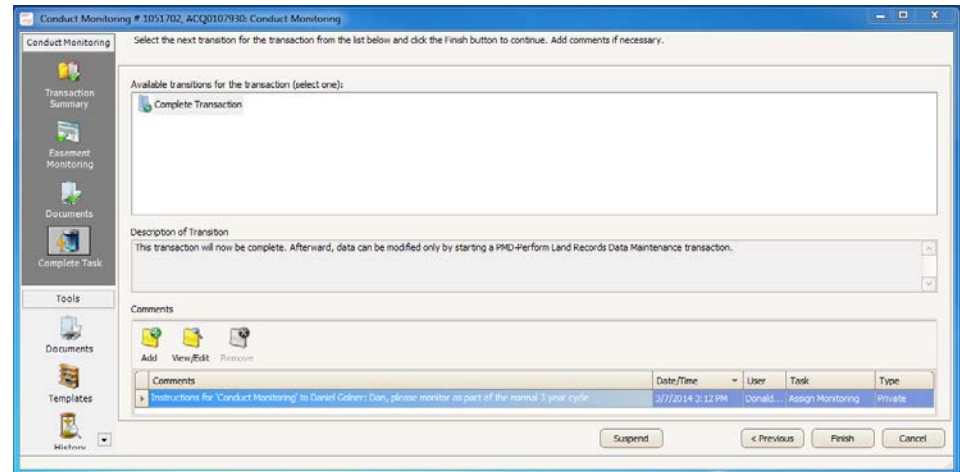 Conduct Monitoring # 1051702, ACQ0107930: Conduct Monitoring
Conduct Monitoring
Select the next transition for the transaction from the list below and click the Finish button to continue. Add comments if necessary.
Transaction
Summary
Easement
Monitoring
Documents
Complete Task
Tools
Documents
Templates
History
Available transitions for the transaction (select one):
Complete Transaction
Description of Transition
This transaction will now be complete. Afterward, data can be modified only by starting a PMD-Perform Land Records Data Maintenance transaction.
Comments
Add View/Edit Remove
Comments Date/Time User Task Type
Instructions for 'Conduct Monitoring' to Daniel Golner: Dan, please monitor as part of the normal 3 year cycle 3/7/2014 3:12 PM Donald... Assign Monitoring Private
Suspend < Previous Finish Cancel